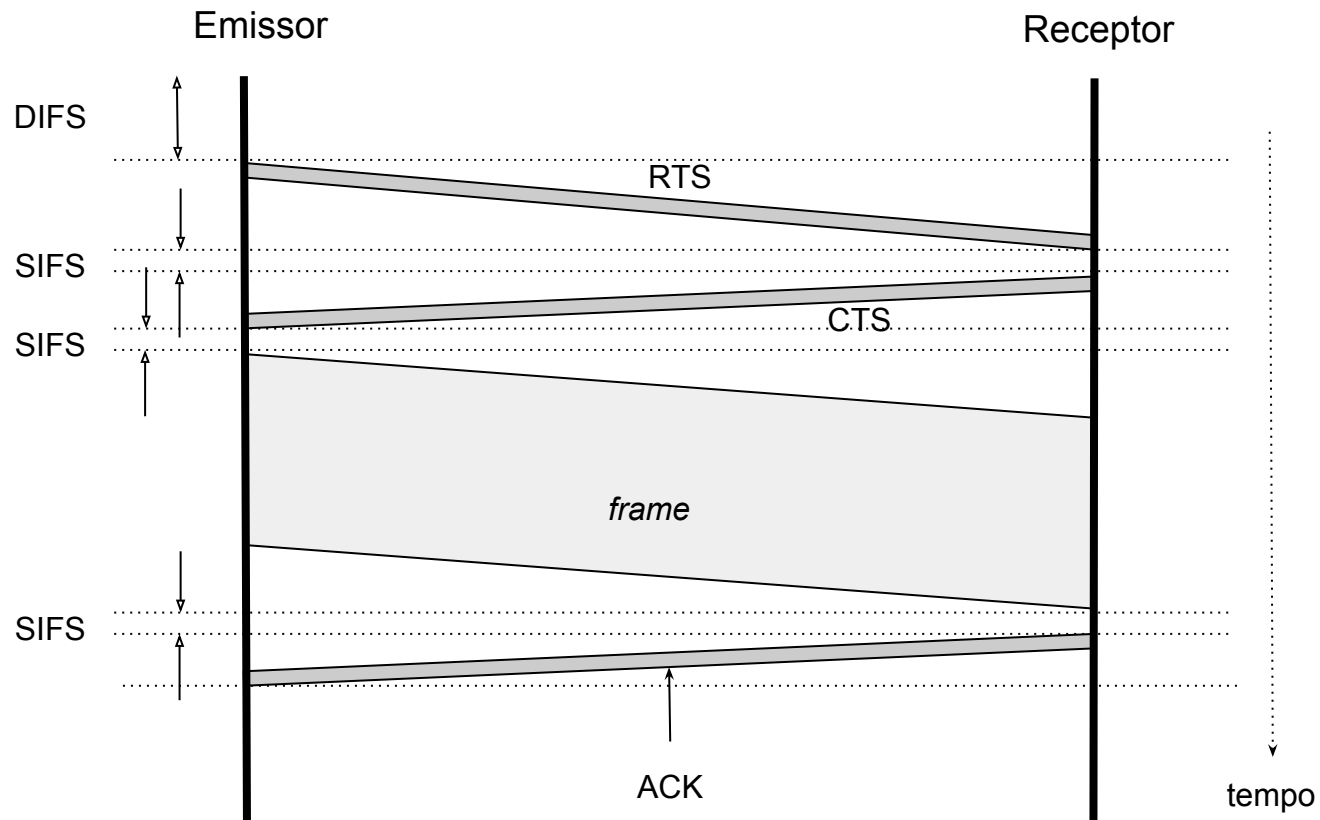 Emissor
Receptor
DIFS
RTS
SIFS
CTS
SIFS
frame
SIFS
ACK
tempo